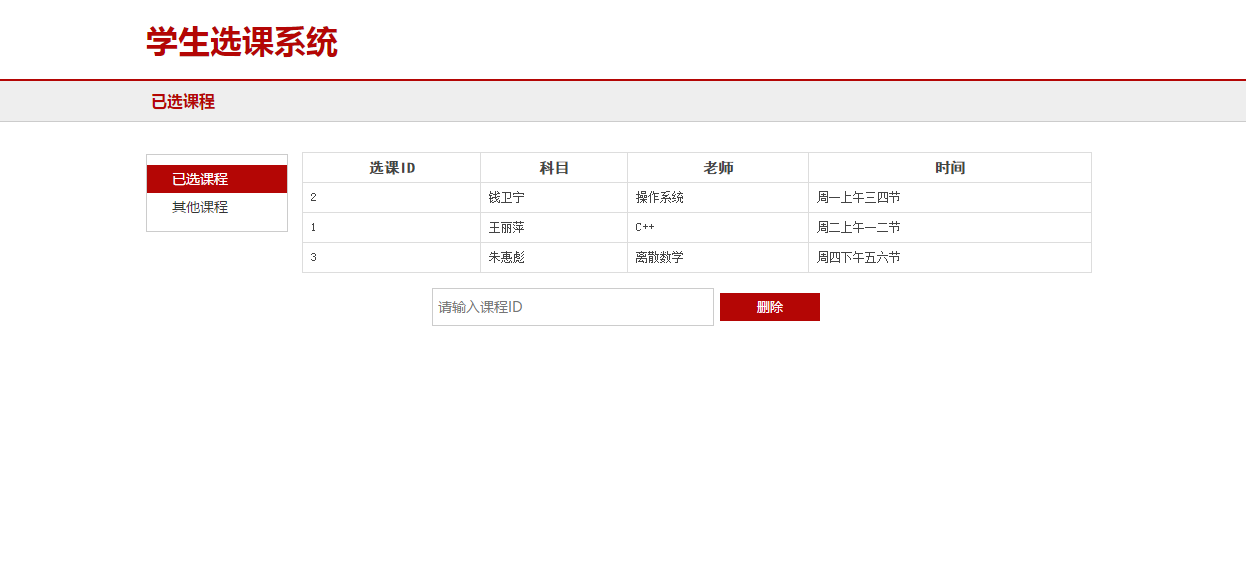 学生选课系统
已选课程
已选课程
其他课程
选课ID 科目 老师 时间
2 钱卫宁 操作系统 周一上午三四节
1 王丽萍 C++ 周二上午一二节
3 朱惠彪 离散数学 周四下午五六节
请输入课程ID 删除